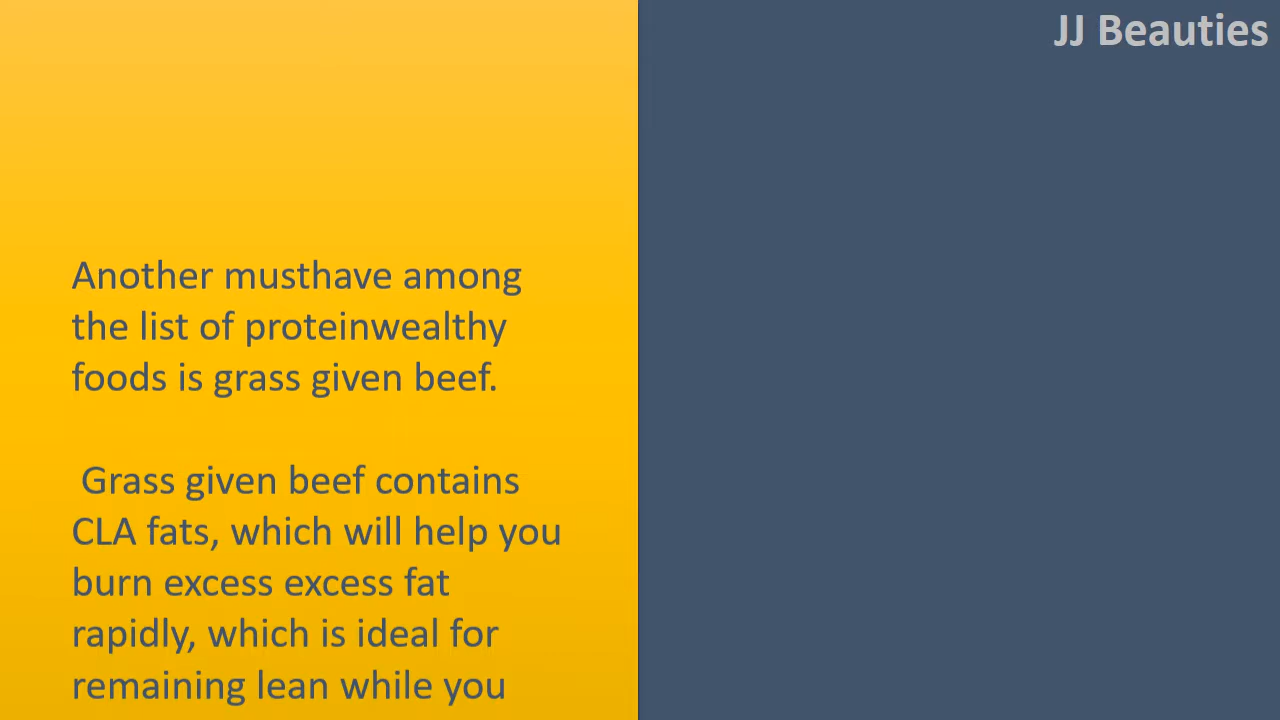 JJ Beauties
Another musthave among
the list of proteinwealthy
foods is grass given beef.
Grass given beef contains
CLA fats, which will help you
burn excess excess fat
rapidly, which is ideal for
remaining lean while you